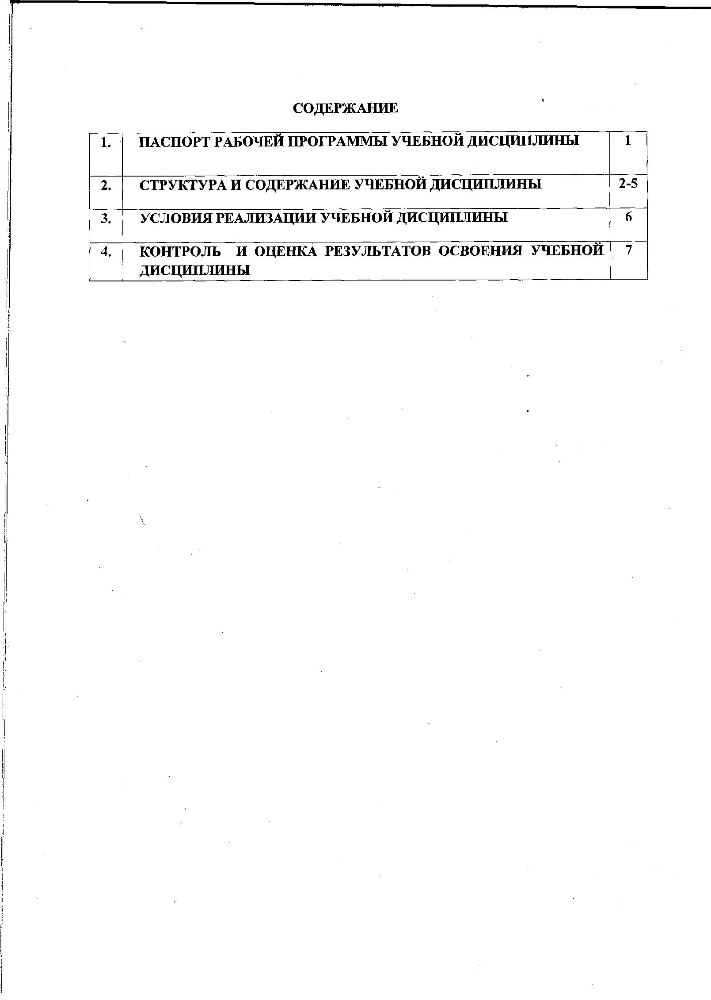 СОДЕРЖАНИЕ
1. ПАСПОРТ РАБОЧЕЙ ПРОГРАММЫ УЧЕБНОЙ ДИСЦИПЛИНЫ 1
2. СТРУКТУРА И СОДЕРЖАНИЕ УЧЕБНОЙ ДИСЦИПЛИНЫ 2-5
3. УСЛОВИЯ РЕАЛИЗАЦИИ УЧЕБНОЙ ДИСЦИПЛИНЫ 6
4. КОНТРОЛЬ И ОЦЕНКА РЕЗУЛЬТАТОВ ОСВОЕНИЯ УЧЕБНОЙ 7
ДИСЦИПЛИНЫ